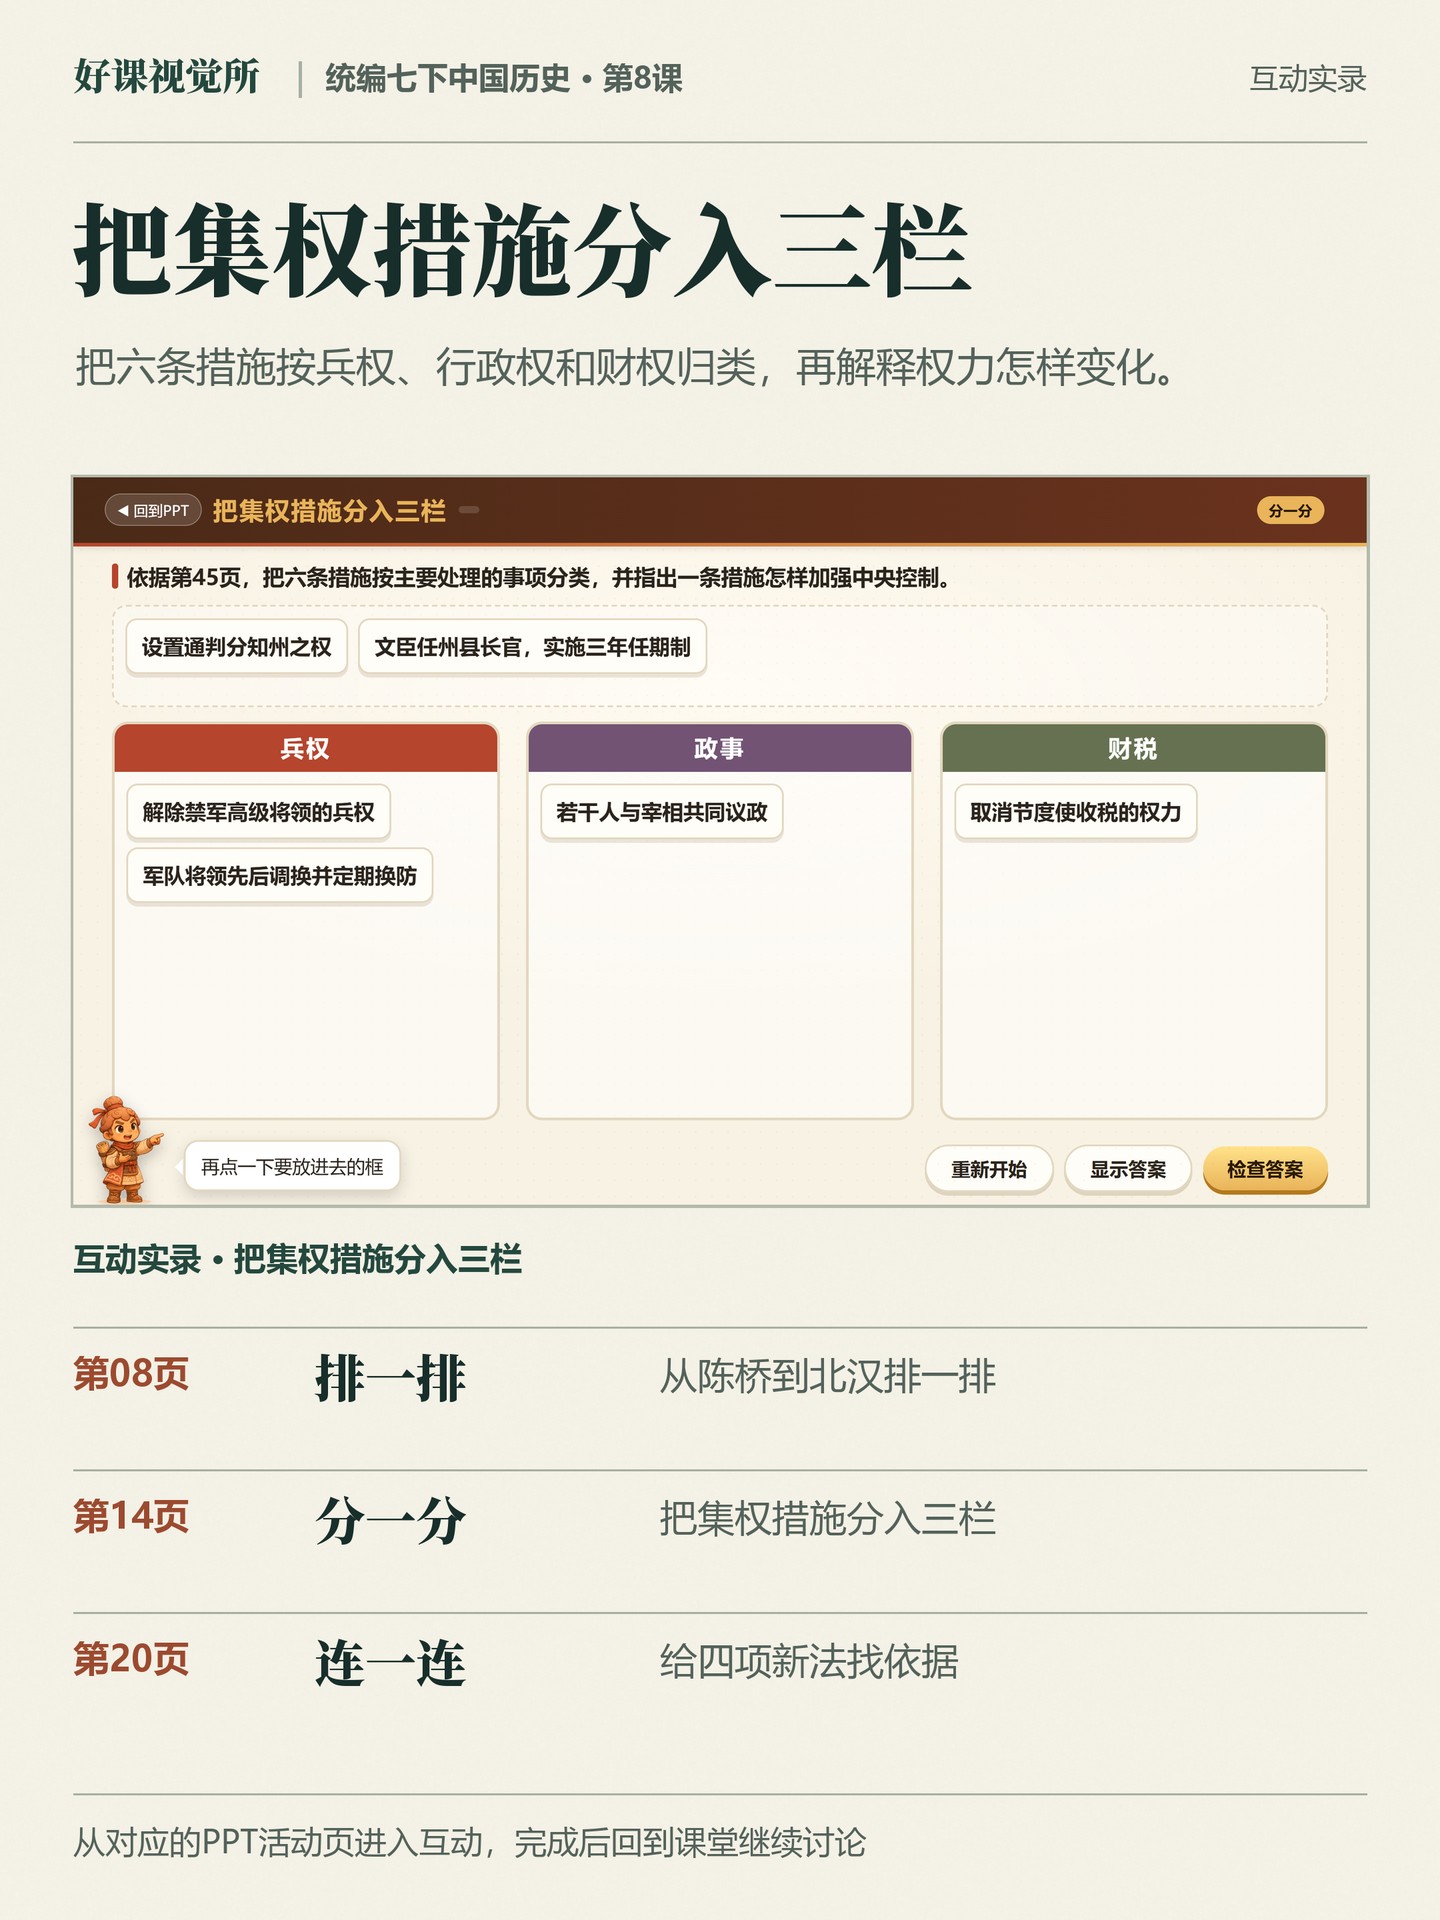 好课视觉所 | 统编七下中国历史·第8课
互动实录
把集权措施分入三栏
把六条措施按兵权、行政权和财权归类，再解释权力怎样变化。
◀ 回到PPT 把集权措施分入三栏
分一分
依据第45页，把六条措施按主要处理的事项分类，并指出一条措施怎样加强中央控制。
设置通判分知州之权
文臣任州县长官，实施三年任期制
兵权
解除禁军高级将领的兵权
军队将领先后调换并定期换防
政事
若干人与宰相共同议政
财税
取消节度使收税的权力
再点一下要放进去的框
重新开始
显示答案
检查答案
互动实录·把集权措施分入三栏
第08页 排一排 从陈桥到北汉排一排
第14页 分一分 把集权措施分入三栏
第20页 连一连 给四项新法找依据
从对应的PPT活动页进入互动，完成后回到课堂继续讨论